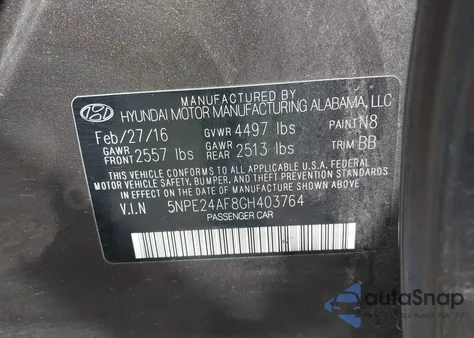 MANUFACTURED BY
HYUNDAI MOTOR MANUFACTURING ALABAMA, LLC
Feb/27/16 GVWR 4497 lbs PAINT N8
GAWR FRONT 2557 lbs GAWR REAR 2513 lbs TRIM BB
THIS VEHICLE CONFORMS TO ALL APPLICABLE U.S.A. FEDERAL
MOTOR VEHICLE SAFETY, BUMPER, AND THEFT PREVENTION
STANDARDS IN EFFECT ON THE DATE OF MANUFACTURE SHOWN ABOVE.
V.I.N 5NPE24AF8GH403764
PASSENGER CAR
autoSnap